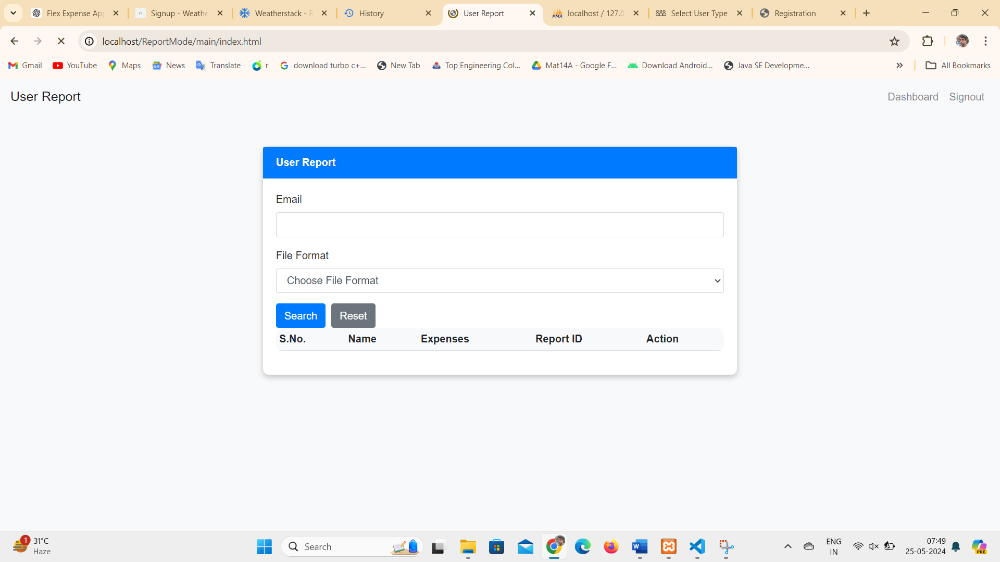 Flex Expense App
Signup - Weathe
Weatherstack - R
History
User Report
localhost / 127.0
Select User Type
Registration
localhost/ReportMode/main/index.html
Gmail
YouTube
Maps
News
Translate
r
download turbo c+...
New Tab
Top Engineering Col...
Mat14A - Google F...
Download Android...
Java SE Developme...
All Bookmarks
User Report
Dashboard
Signout
User Report
Email
File Format
Choose File Format
Search
Reset
S.No. Name Expenses Report ID Action
1
31°C
Haze
Search
ENG
IN
07:49
25-05-2024
PRE